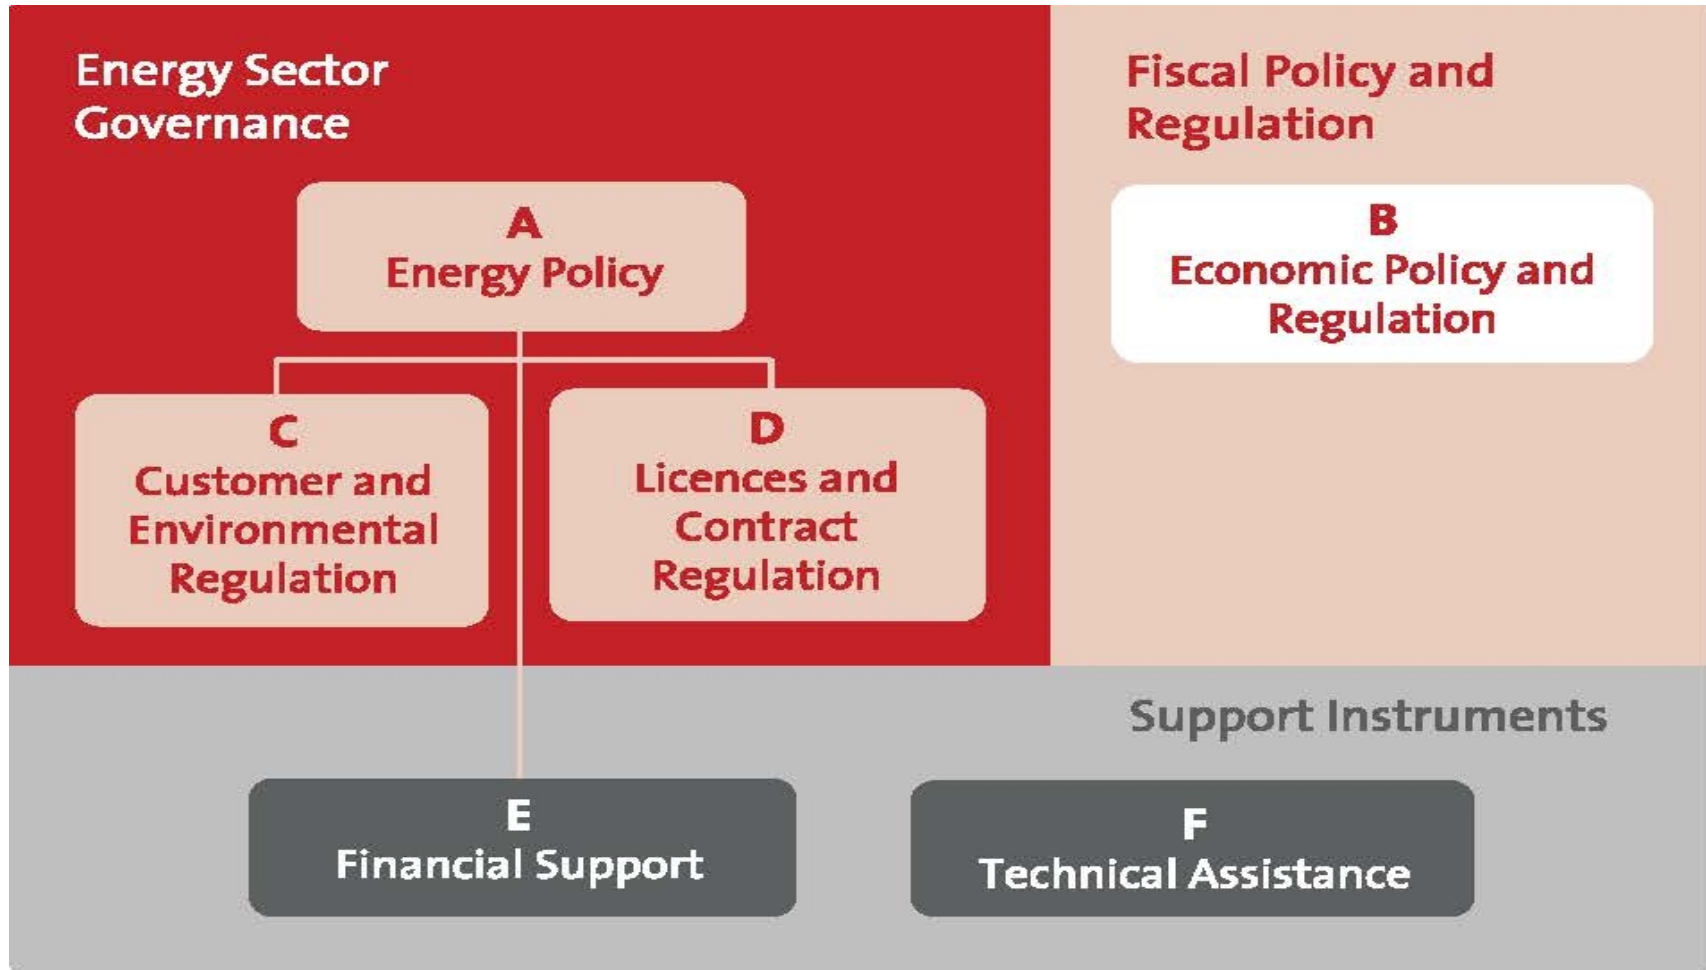 Energy Sector
Governance
A
Energy Policy
C
Customer and
Environmental
Regulation
D
Licences and
Contract
Regulation
Fiscal Policy and
Regulation
B
Economic Policy and
Regulation
Support Instruments
E
Financial Support
F
Technical Assistance